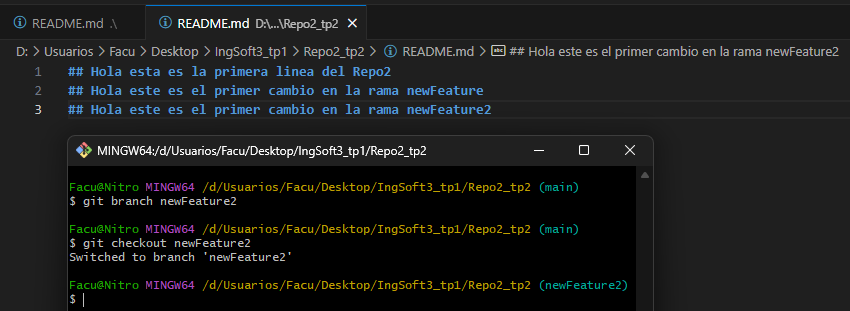 README.md .\ README.md D:\...\Repo2_tp2
D: > Usuarios > Facu > Desktop > IngSoft3_tp1 > Repo2_tp2 > README.md > ## Hola este es el primer cambio en la rama newFeature2
1 ## Hola esta es la primera linea del Repo2
2 ## Hola este es el primer cambio en la rama newFeature
3 ## Hola este es el primer cambio en la rama newFeature2
MINGW64:/d/Usuarios/Facu/Desktop/IngSoft3_tp1/Repo2_tp2
Facu@Nitro MINGW64 /d/Usuarios/Facu/Desktop/IngSoft3_tp1/Repo2_tp2 (main)
$ git branch newFeature2
Facu@Nitro MINGW64 /d/Usuarios/Facu/Desktop/IngSoft3_tp1/Repo2_tp2 (main)
$ git checkout newFeature2
Switched to branch 'newFeature2'
Facu@Nitro MINGW64 /d/Usuarios/Facu/Desktop/IngSoft3_tp1/Repo2_tp2 (newFeature2)
$